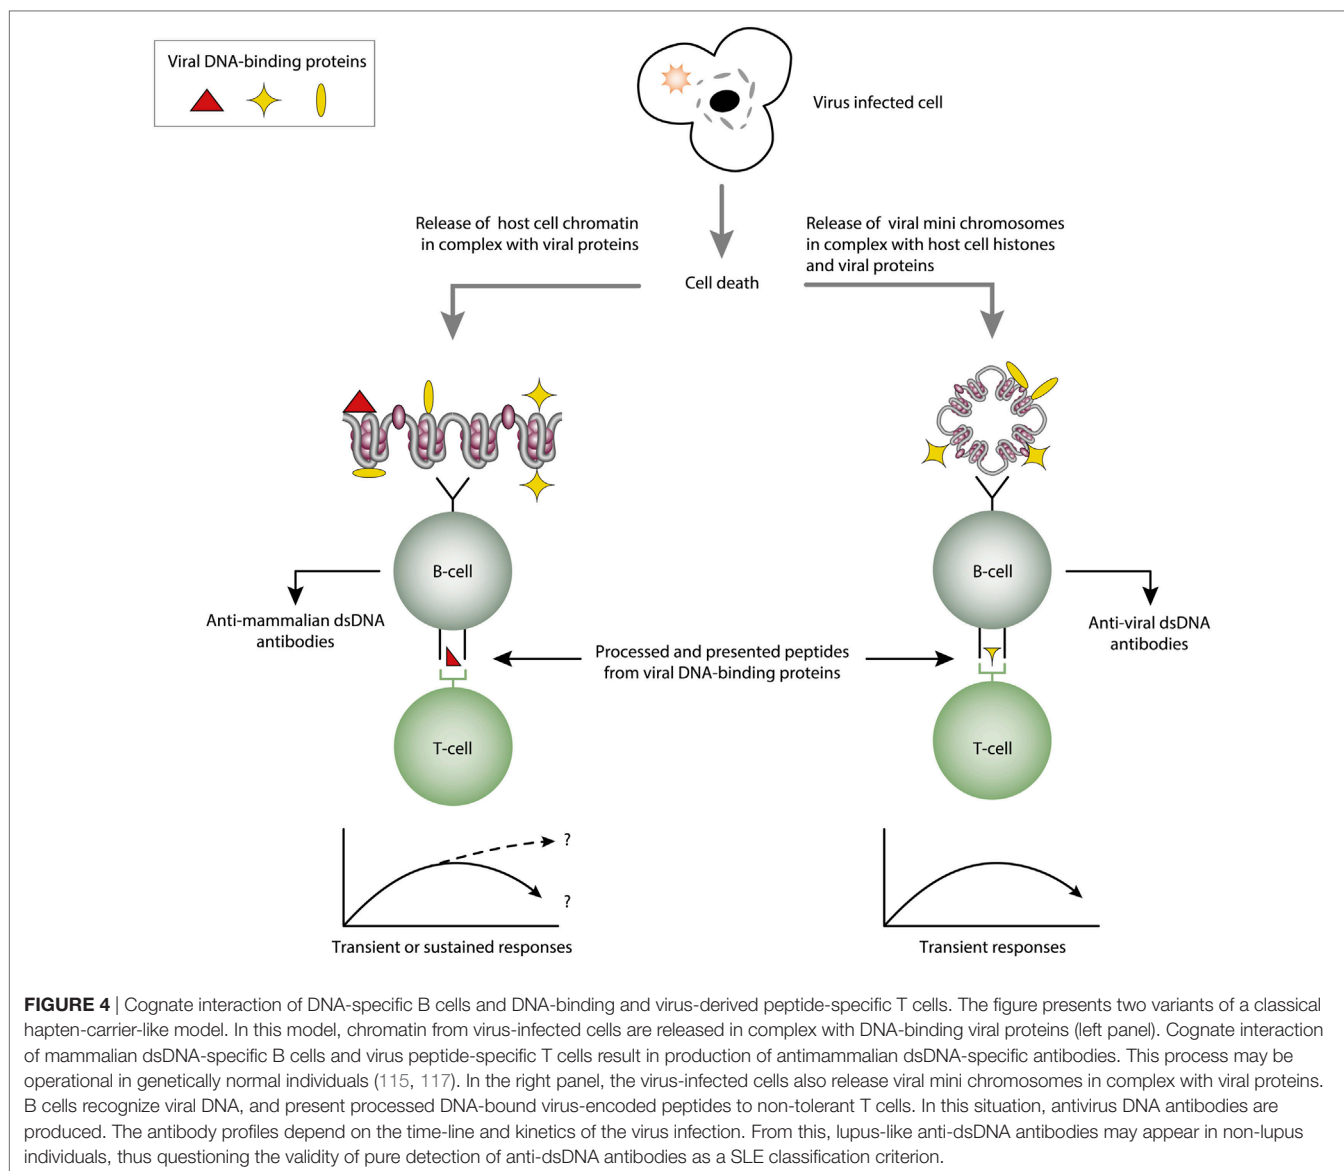 Viral DNA-binding proteins
Virus infected cell
Release of host cell chromatin
in complex with viral proteins
Release of viral mini chromosomes
in complex with host cell histones
and viral proteins
Cell death
B-cell
B-cell
Anti-mammalian dsDNA
antibodies
Anti-viral dsDNA
antibodies
Processed and presented peptides
from viral DNA-binding proteins
T-cell
T-cell
?
?
Transient or sustained responses
Transient responses
FIGURE 4 | Cognate interaction of DNA-specific B cells and DNA-binding and virus-derived peptide-specific T cells. The figure presents two variants of a classical
hapten-carrier-like model. In this model, chromatin from virus-infected cells are released in complex with DNA-binding viral proteins (left panel). Cognate interaction
of mammalian dsDNA-specific B cells and virus peptide-specific T cells result in production of antimammalian dsDNA-specific antibodies. This process may be
operational in genetically normal individuals (115, 117). In the right panel, the virus-infected cells also release viral mini chromosomes in complex with viral proteins.
B cells recognize viral DNA, and present processed DNA-bound virus-encoded peptides to non-tolerant T cells. In this situation, antivirus DNA antibodies are
produced. The antibody profiles depend on the time-line and kinetics of the virus infection. From this, lupus-like anti-dsDNA antibodies may appear in non-lupus
individuals, thus questioning the validity of pure detection of anti-dsDNA antibodies as a SLE classification criterion.